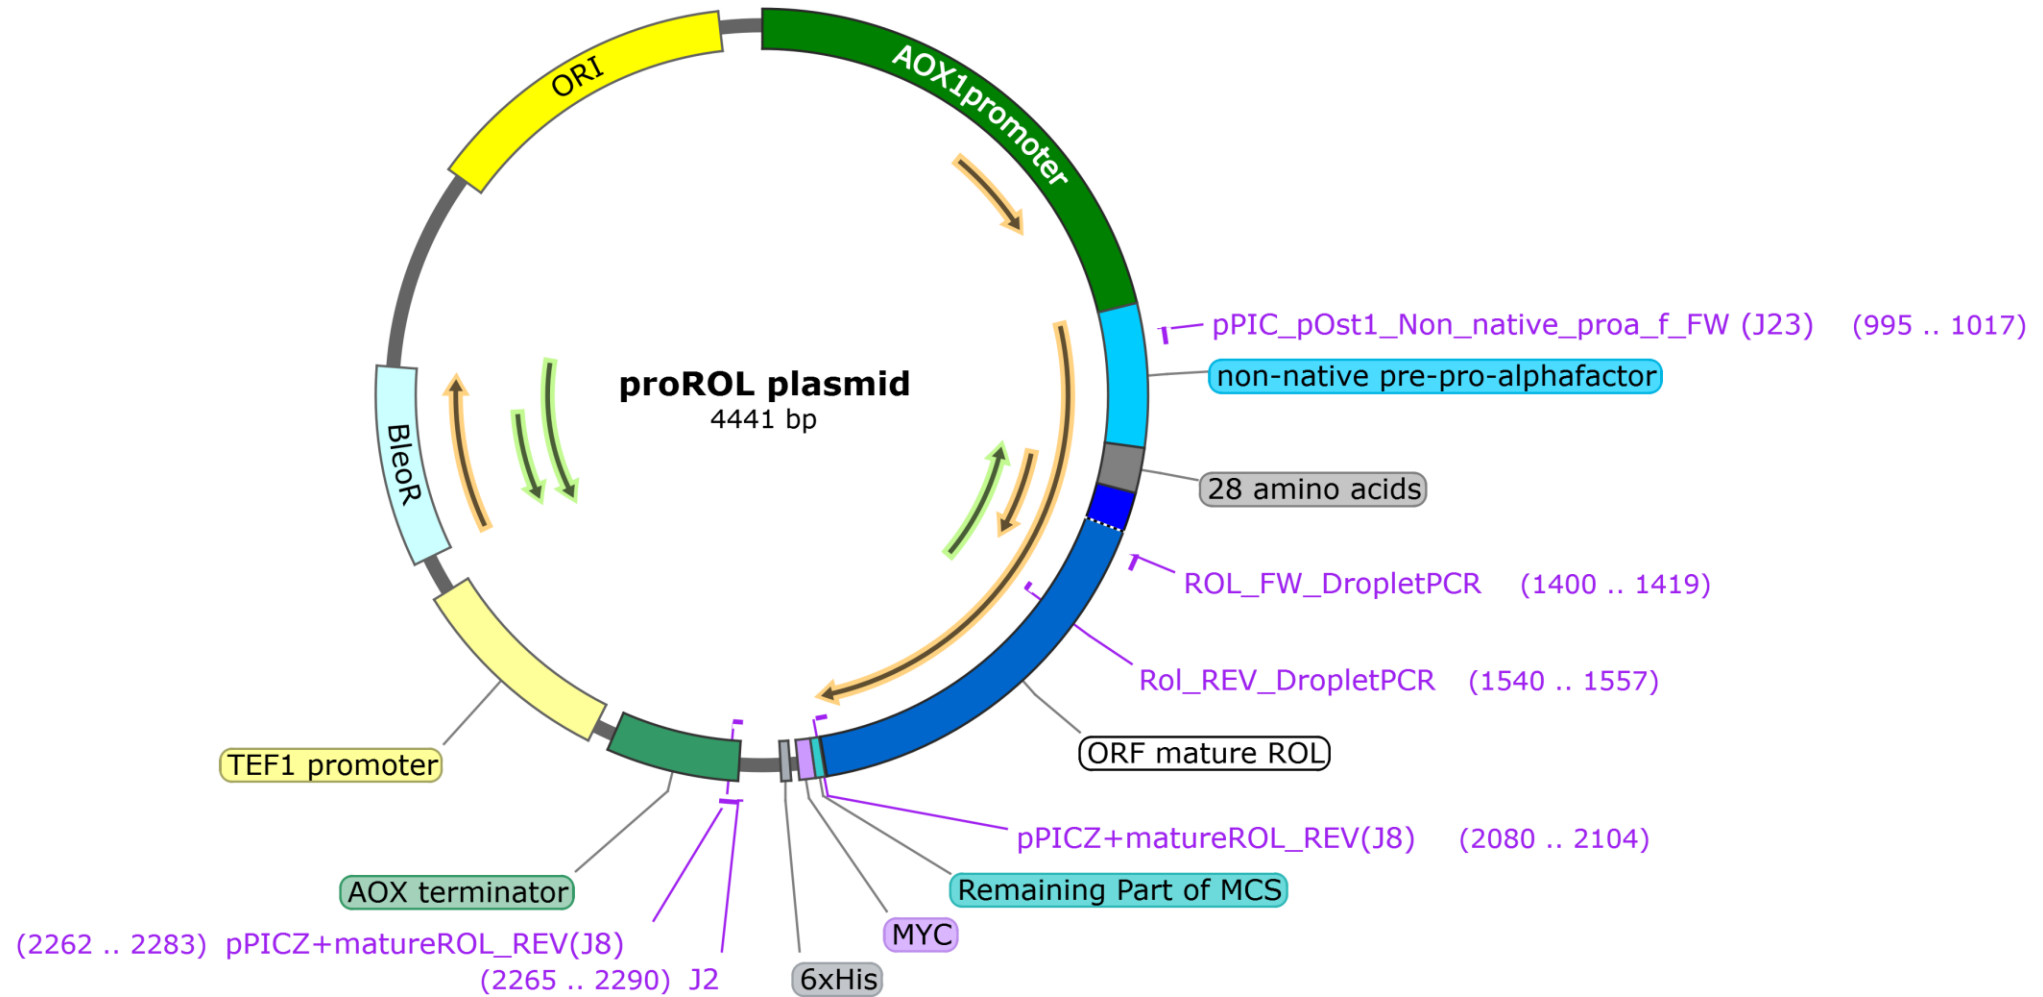 ORI
AOX1promoter
pPIC_pOst1_Non_native_proa_f_FW (J23) (995 .. 1017)
non-native pre-pro-alphafactor
proROL plasmid
4441 bp
BleoR
28 amino acids
ROL_FW_DropletPCR (1400 .. 1419)
Rol_REV_DropletPCR (1540 .. 1557)
ORF mature ROL
TEF1 promoter
pPICZ+matureROL_REV(J8) (2080 .. 2104)
AOX terminator
Remaining Part of MCS
MYC
(2262 .. 2283) pPICZ+matureROL_REV(J8)
(2265 .. 2290) J2
6xHis